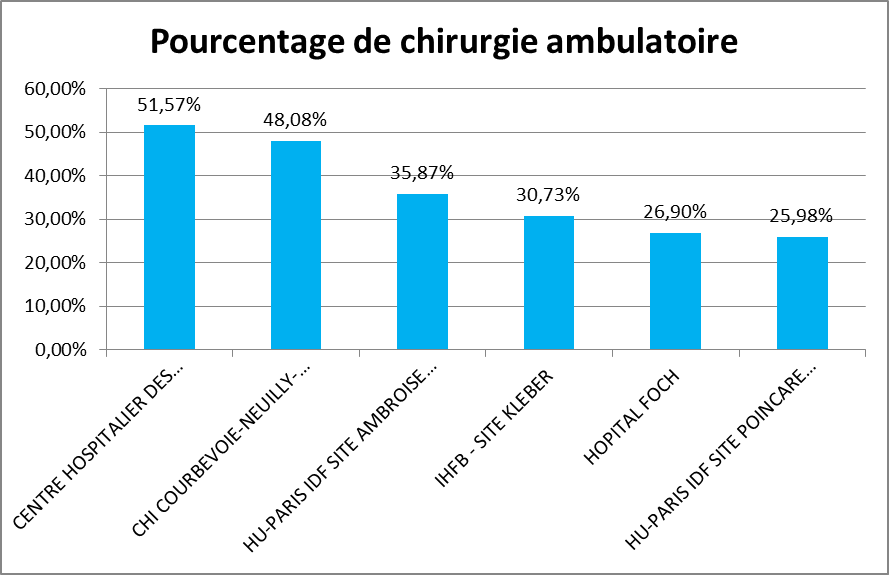 Pourcentage de chirurgie ambulatoire
60,00%
50,00%
40,00%
30,00%
20,00%
10,00%
0,00%
51,57%
48,08%
35,87%
30,73%
26,90%
25,98%
CENTRE HOSPITALIER DES…
CHI COURBEVOIE-NEUILLY-…
HU-PARIS IDF SITE AMBROISE…
IHFB - SITE KLEBER
HOPITAL FOCH
HU-PARIS IDF SITE POINCARE…